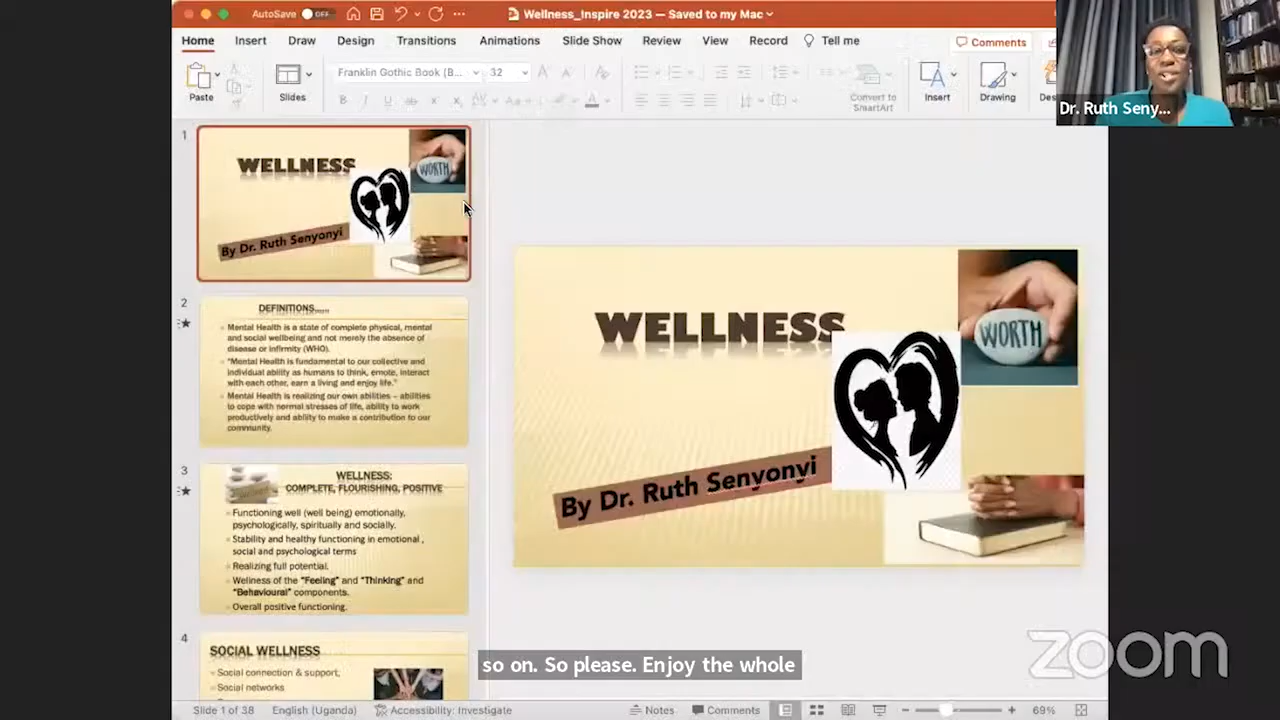 AutoSave OFF
Wellness_Inspire 2023 — Saved to my Mac
Home Insert Draw Design Transitions Animations Slide Show Review View Record Tell me
Comments
Paste
Slides
Franklin Gothic Book (B...
32
Convert to
SmartArt
Insert
Drawing
Dr. Ruth Seny...
1
WELLNESS
WORTH
By Dr. Ruth Senyonyi
2
DEFINITIONS.....
Mental Health is a state of complete physical, mental
and social wellbeing and not merely the absence of
disease or infirmity (WHO).
"Mental Health is fundamental to our collective and
individual ability as humans to think, emote, interact
with each other, earn a living and enjoy life."
Mental Health is realizing our own abilities – abilities
to cope with normal stresses of life, ability to work
productively and ability to make a contribution to our
community.
3
WELLNESS:
COMPLETE, FLOURISHING, POSITIVE
Functioning well (well being) emotionally,
psychologically, spiritually and socially.
Stability and healthy functioning in emotional ,
social and psychological terms
Realizing full potential.
Wellness of the "Feeling" and "Thinking" and
"Behavioural" components.
Overall positive functioning.
4
SOCIAL WELLNESS
Social connection & support,
Social networks
WELLNESS
WORTH
By Dr. Ruth Senyonyi
so on. So please. Enjoy the whole
zoom
Slide 1 of 38 English (Uganda) Accessibility: Investigate Notes Comments 69%